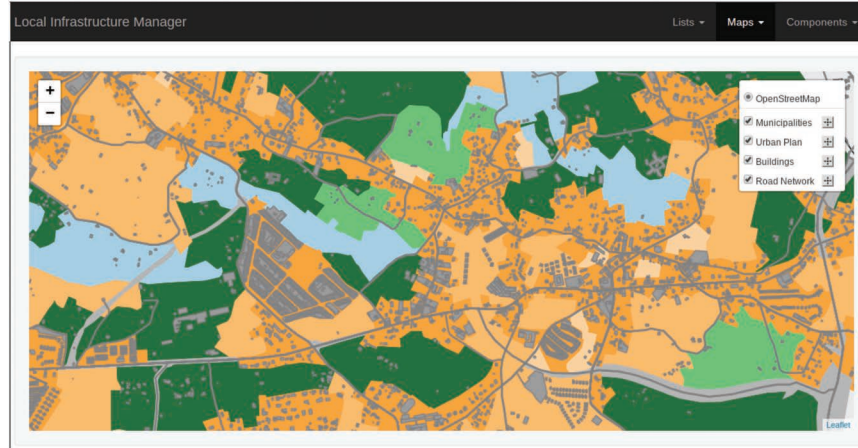 Local Infrastructure Manager
Lists
Maps
Components
+
−
OpenStreetMap
Municipalities
Urban Plan
Buildings
Road Network
Leaflet